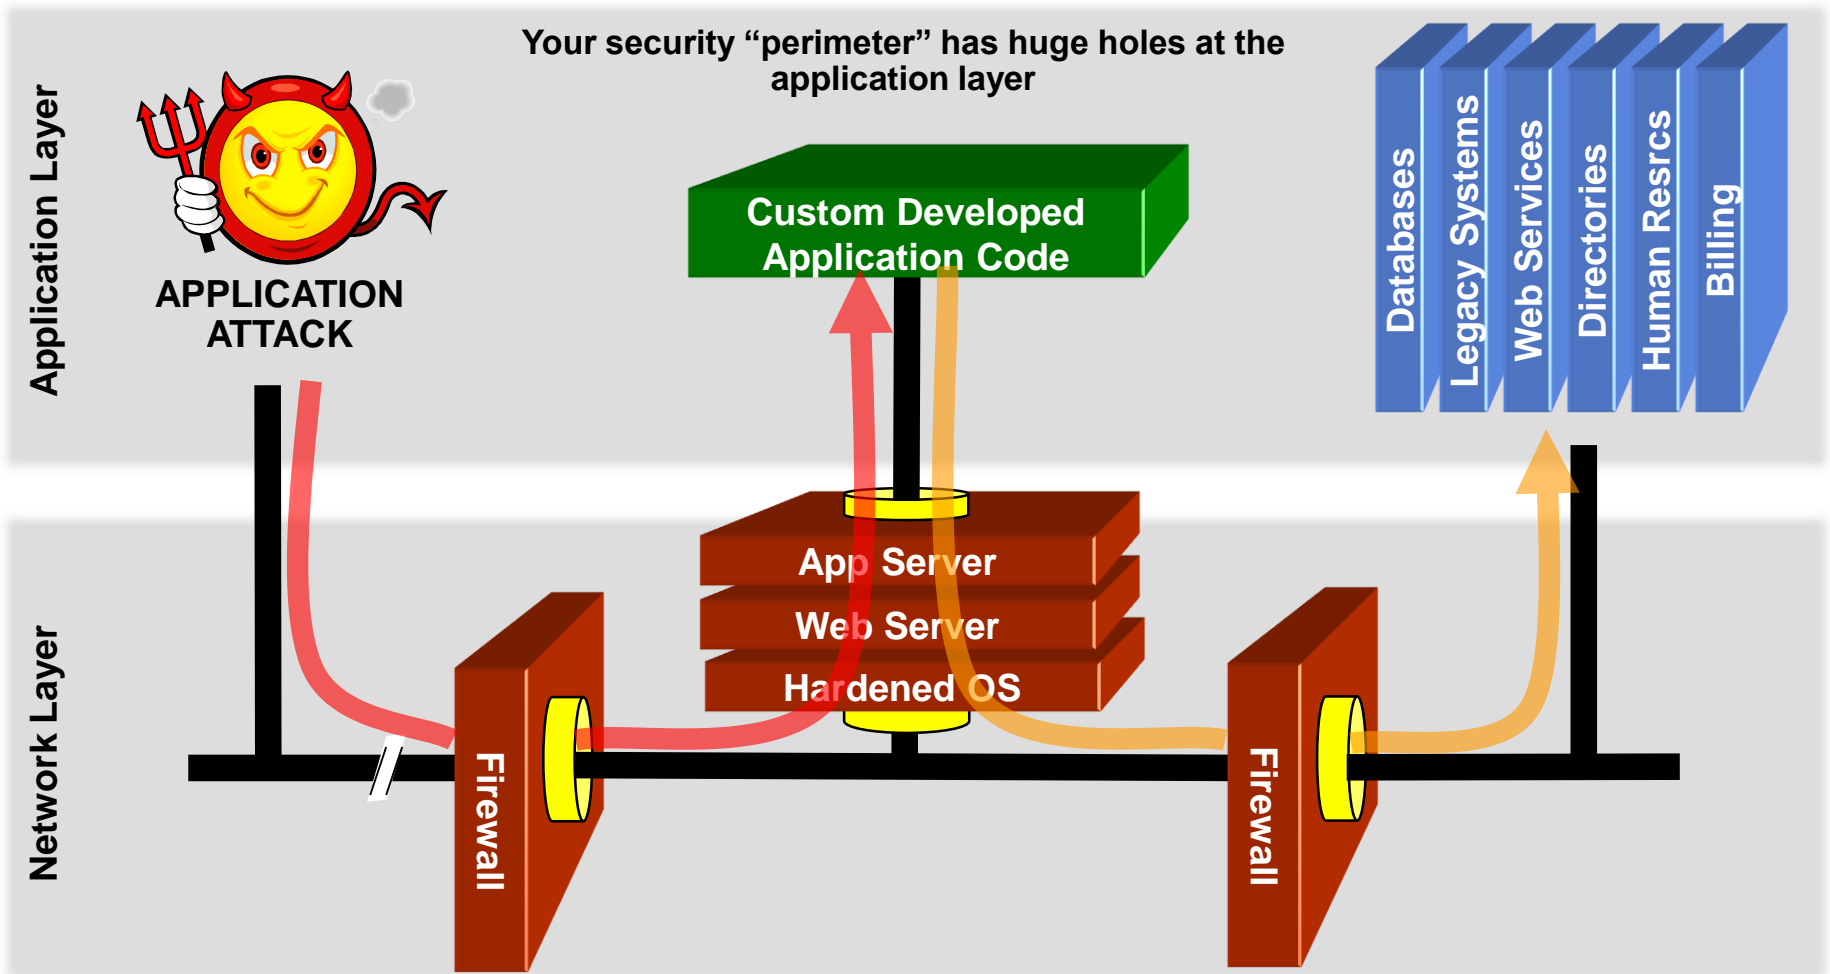 Your security “perimeter” has huge holes at the
application layer
Application Layer
APPLICATION
ATTACK
Custom Developed
Application Code
Databases
Legacy Systems
Web Services
Directories
Human Resrcs
Billing
Network Layer
Firewall
App Server
Web Server
Hardened OS
Firewall